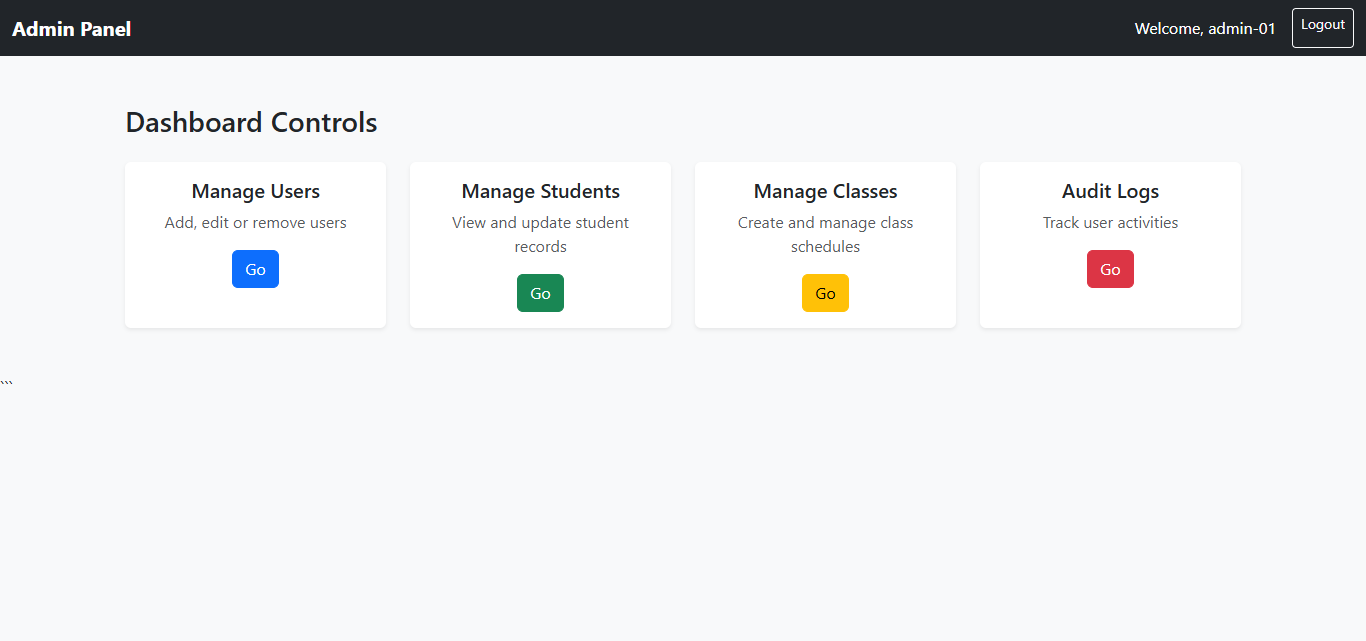 Admin Panel
Welcome, admin-01
Logout
Dashboard Controls
Manage Users
Add, edit or remove users
Go
Manage Students
View and update student
records
Go
Manage Classes
Create and manage class
schedules
Go
Audit Logs
Track user activities
Go
```